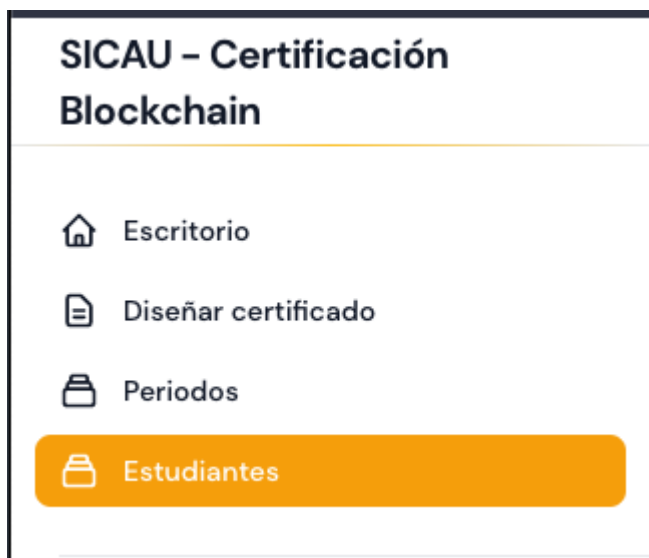 SICAU – Certificación
Blockchain
Escritorio
Diseñar certificado
Periodos
Estudiantes